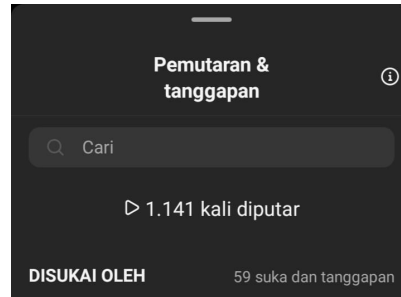 Pemutaran &
tanggapan
Cari
1.141 kali diputar
DISUKAI OLEH 59 suka dan tanggapan